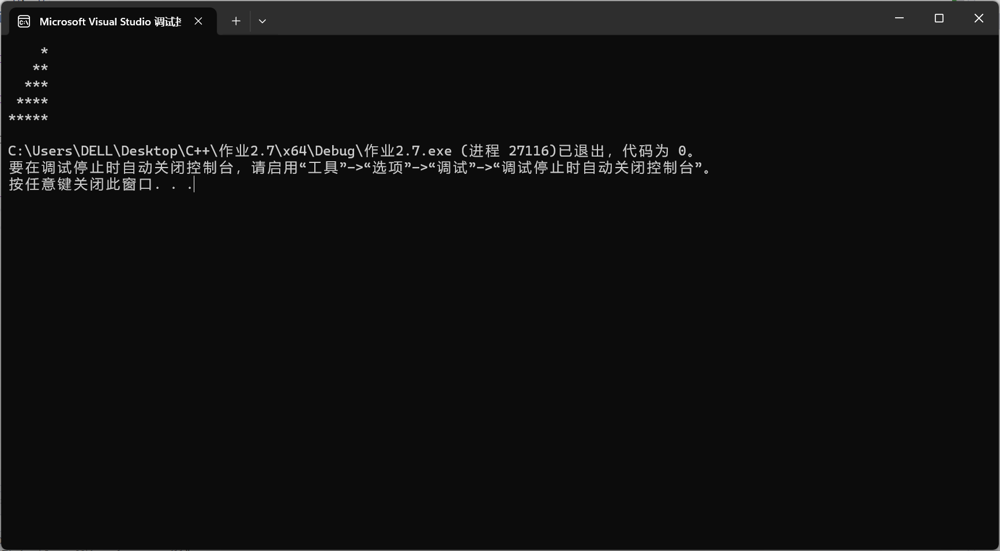 Microsoft Visual Studio 调试
*
**
***
****
*****
C:\Users\DELL\Desktop\C++\作业2.7\x64\Debug\作业2.7.exe (进程 27116)已退出，代码为 0。
要在调试停止时自动关闭控制台，请启用“工具”->“选项”->“调试”->“调试停止时自动关闭控制台”。
按任意键关闭此窗口. . .